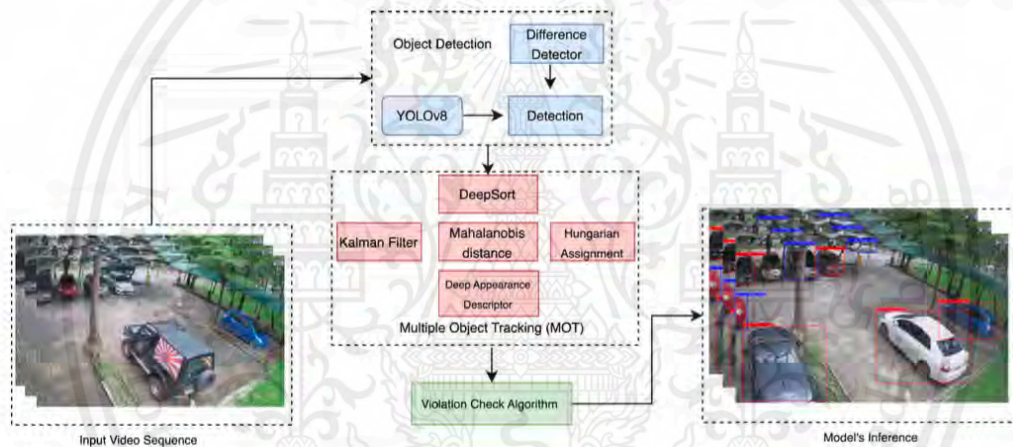 Object Detection
Difference
Detector
YOLOv8
Detection
DeepSort
Kalman Filter
Mahalanobis
distance
Hungarian
Assignment
Deep Appearance
Descriptor
Multiple Object Tracking (MOT)
Violation Check Algorithm
Input Video Sequence
Model's Inference